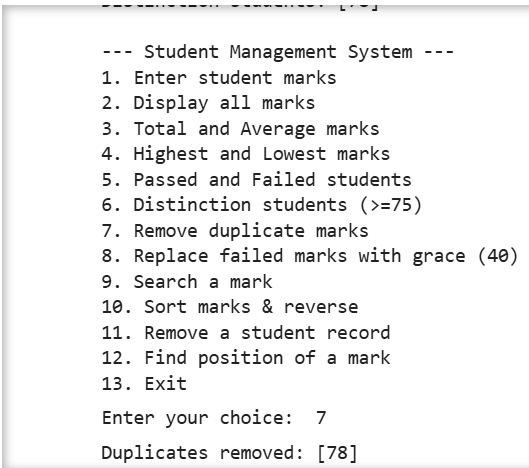 Distinction students: [78]
--- Student Management System ---
1. Enter student marks
2. Display all marks
3. Total and Average marks
4. Highest and Lowest marks
5. Passed and Failed students
6. Distinction students (>=75)
7. Remove duplicate marks
8. Replace failed marks with grace (40)
9. Search a mark
10. Sort marks & reverse
11. Remove a student record
12. Find position of a mark
13. Exit
Enter your choice:  7
Duplicates removed: [78]